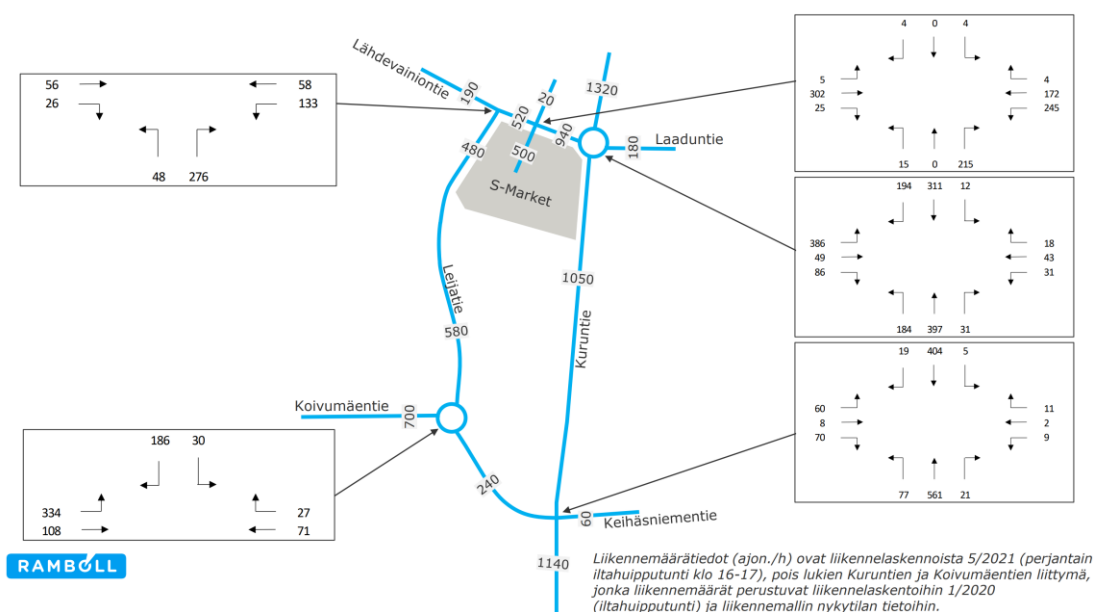 4 0 4
5
302
25
4
172
245
15 0 215
56
26
58
133
48 276
Lähdevainiontie
190
520
20
940
1320
180
Laaduntie
480
500
S-Market
194 311 12
386
49
86
18
43
31
184 397 31
1050
Leijatie
Kuruntie
580
Koivumäentie
700
19 404 5
60
8
70
11
2
9
77 561 21
186 30
334
108
27
71
240
60
Keihäsniementie
1140
RAMBOLL
Liikennemäärätiedot (ajon./h) ovat liikennelaskennoista 5/2021 (perjantain
iltahuipputunti klo 16-17), pois lukien Kuruntien ja Koivumäentien liittymä,
jonka liikennemäärät perustuvat liikennelaskentoihin 1/2020
(iltahuipputunti) ja liikennemallin nykytilan tietoihin.